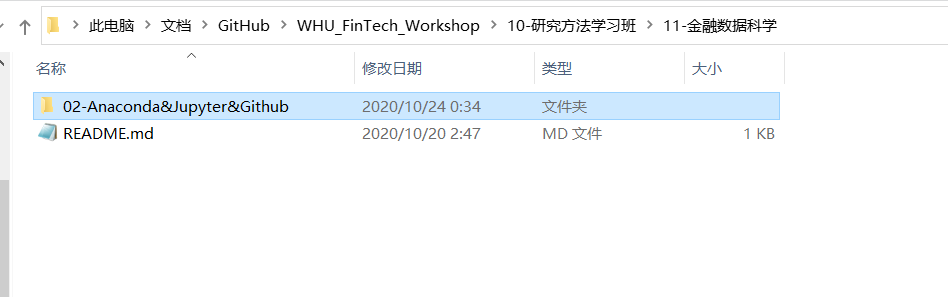 此电脑 文档 GitHub WHU_FinTech_Workshop 10-研究方法学习班 11-金融数据科学
名称 修改日期 类型 大小
02-Anaconda&Jupyter&Github 2020/10/24 0:34 文件夹
README.md 2020/10/20 2:47 MD 文件 1 KB